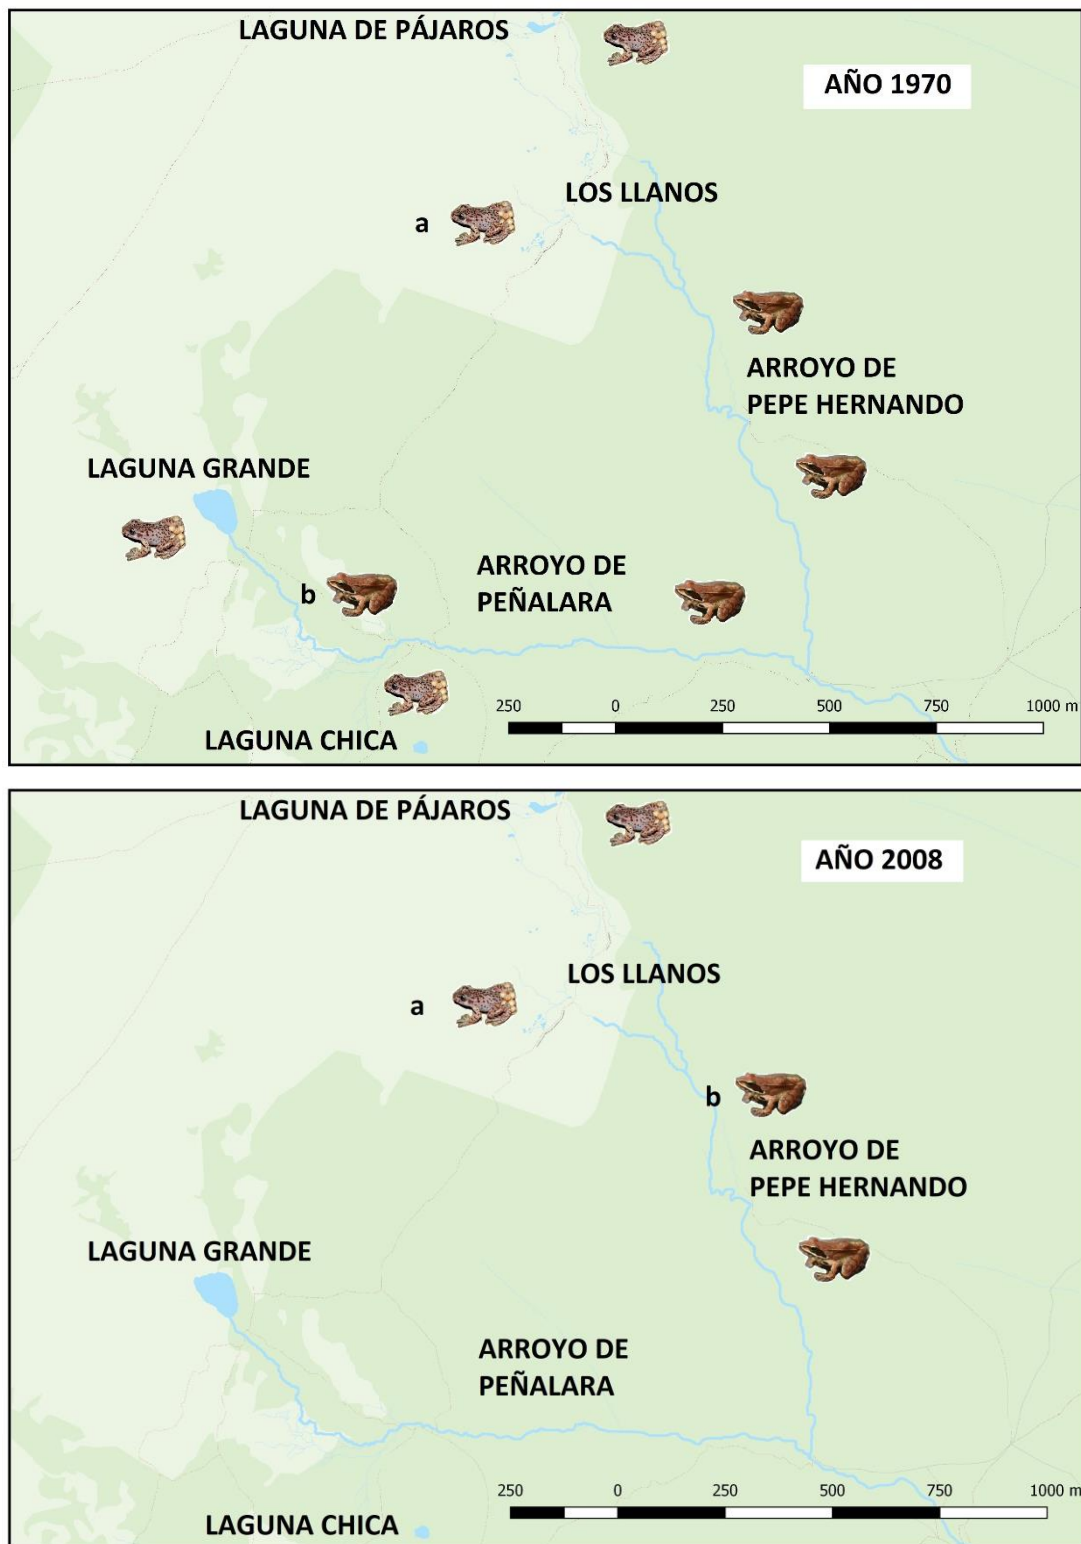 LAGUNA DE PÁJAROS
AÑO 1970
LOS LLANOS
a
ARROYO DE
PEPE HERNANDO
LAGUNA GRANDE
ARROYO DE
PEÑALARA
b
250 0 250 500 750 1000 m
LAGUNA CHICA
LAGUNA DE PÁJAROS
AÑO 2008
LOS LLANOS
a
b
ARROYO DE
PEPE HERNANDO
LAGUNA GRANDE
ARROYO DE
PEÑALARA
250 0 250 500 750 1000 m
LAGUNA CHICA